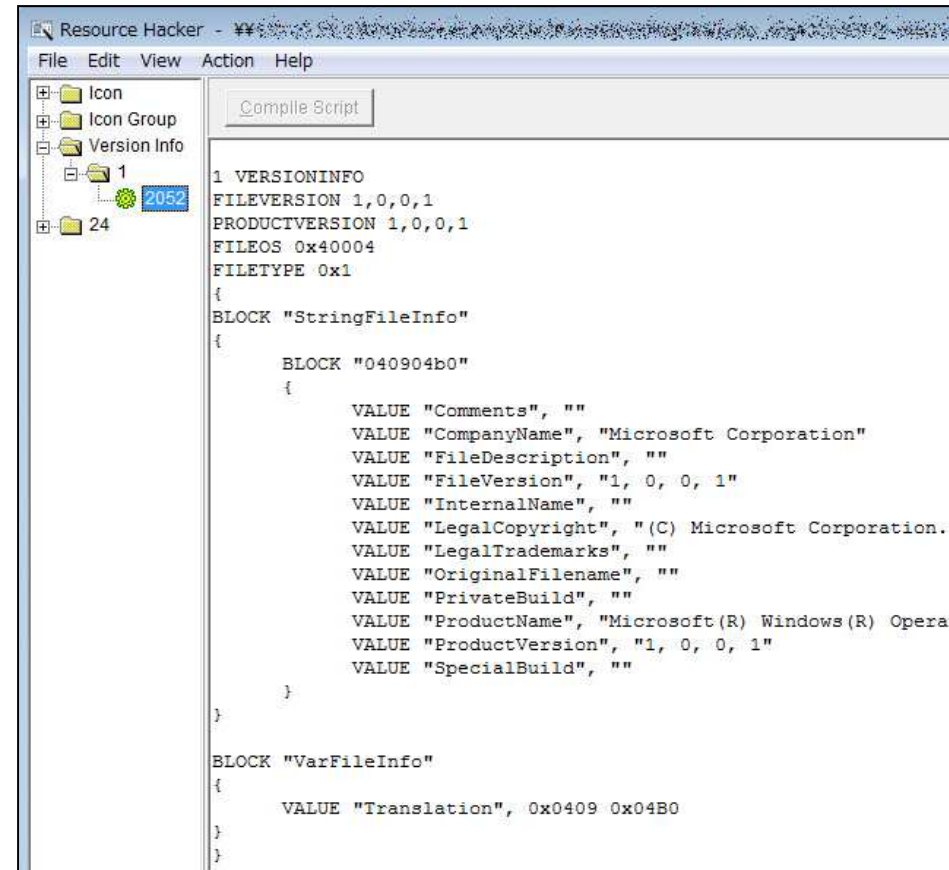 Resource Hacker - ¥¥
File Edit View Action Help
Icon
Icon Group
Version Info
1
2052
24
Compile Script
1 VERSIONINFO
FILEVERSION 1,0,0,1
PRODUCTVERSION 1,0,0,1
FILEOS 0x40004
FILETYPE 0x1
{
BLOCK "StringFileInfo"
{
BLOCK "040904b0"
{
VALUE "Comments", ""
VALUE "CompanyName", "Microsoft Corporation"
VALUE "FileDescription", ""
VALUE "FileVersion", "1, 0, 0, 1"
VALUE "InternalName", ""
VALUE "LegalCopyright", "(C) Microsoft Corporation.
VALUE "LegalTrademarks", ""
VALUE "OriginalFilename", ""
VALUE "PrivateBuild", ""
VALUE "ProductName", "Microsoft(R) Windows(R) Opera
VALUE "ProductVersion", "1, 0, 0, 1"
VALUE "SpecialBuild", ""
}
}
BLOCK "VarFileInfo"
{
VALUE "Translation", 0x0409 0x04B0
}
}